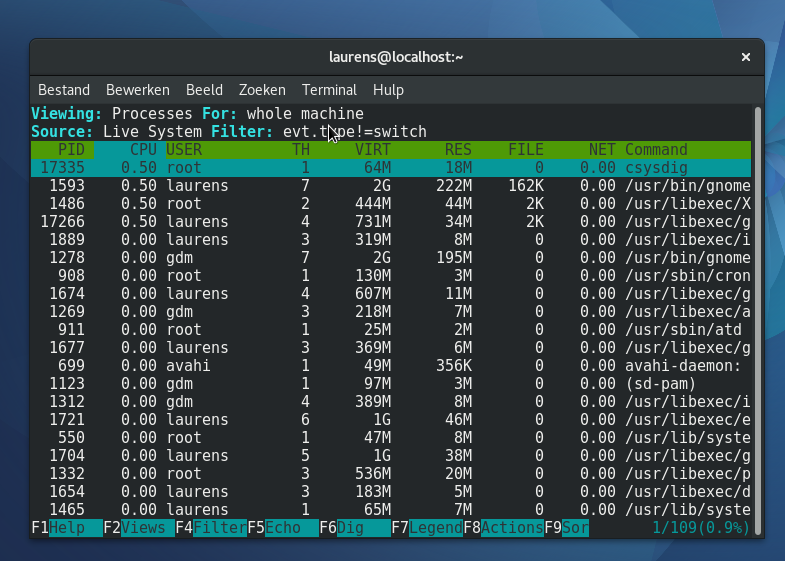 laurens@localhost:~ ×
Bestand Bewerken Beeld Zoeken Terminal Hulp
Viewing: Processes For: whole machine
Source: Live System Filter: evt.type!=switch
PID CPU USER TH VIRT RES FILE NET Command
17335 0.50 root 1 64M 18M 0 0.00 csysdig
1593 0.50 laurens 7 2G 222M 162K 0.00 /usr/bin/gnome
1486 0.50 root 2 444M 44M 2K 0.00 /usr/libexec/X
17266 0.50 laurens 4 731M 34M 2K 0.00 /usr/libexec/g
1889 0.00 laurens 3 319M 8M 0 0.00 /usr/libexec/i
1278 0.00 gdm 7 2G 195M 0 0.00 /usr/bin/gnome
908 0.00 root 1 130M 3M 0 0.00 /usr/sbin/cron
1674 0.00 laurens 4 607M 11M 0 0.00 /usr/libexec/g
1269 0.00 gdm 3 218M 7M 0 0.00 /usr/libexec/a
911 0.00 root 1 25M 2M 0 0.00 /usr/sbin/atd
1677 0.00 laurens 3 369M 6M 0 0.00 /usr/libexec/g
699 0.00 avahi 1 49M 356K 0 0.00 avahi-daemon:
1123 0.00 gdm 1 97M 3M 0 0.00 (sd-pam)
1312 0.00 gdm 4 389M 8M 0 0.00 /usr/libexec/i
1721 0.00 laurens 6 1G 46M 0 0.00 /usr/libexec/e
550 0.00 root 1 47M 8M 0 0.00 /usr/lib/syste
1704 0.00 laurens 5 1G 38M 0 0.00 /usr/libexec/g
1332 0.00 root 3 536M 20M 0 0.00 /usr/libexec/p
1654 0.00 laurens 3 183M 5M 0 0.00 /usr/libexec/d
1465 0.00 laurens 1 65M 7M 0 0.00 /usr/lib/syste
F1Help F2Views F4FilterF5Echo F6Dig F7LegendF8ActionsF9Sor 1/109(0.9%)